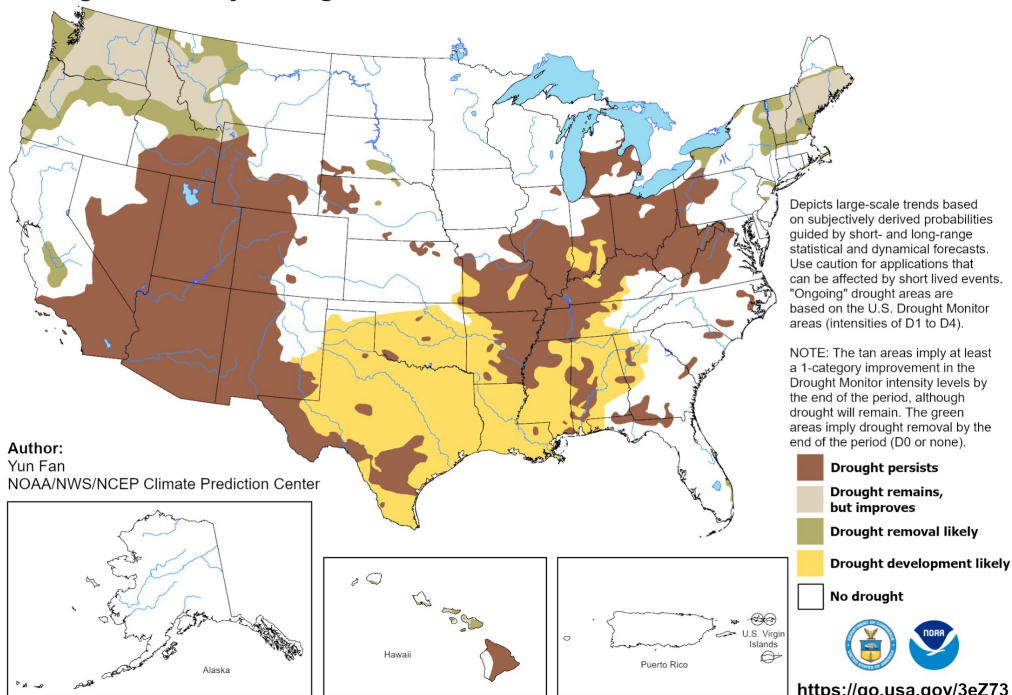 Depicts large-scale trends based
on subjectively derived probabilities
guided by short- and long-range
statistical and dynamical forecasts.
Use caution for applications that
can be affected by short lived events.
"Ongoing" drought areas are
based on the U.S. Drought Monitor
areas (intensities of D1 to D4).
NOTE: The tan areas imply at least
a 1-category improvement in the
Drought Monitor intensity levels by
the end of the period, although
drought will remain. The green
areas imply drought removal by the
end of the period (D0 or none).
Author:
Yun Fan
NOAA/NWS/NCEP Climate Prediction Center
Drought persists
Drought remains,
but improves
Drought removal likely
Drought development likely
No drought
Alaska
Hawaii
Puerto Rico
U.S. Virgin
Islands
NOAA
https://go.usa.gov/3eZ73